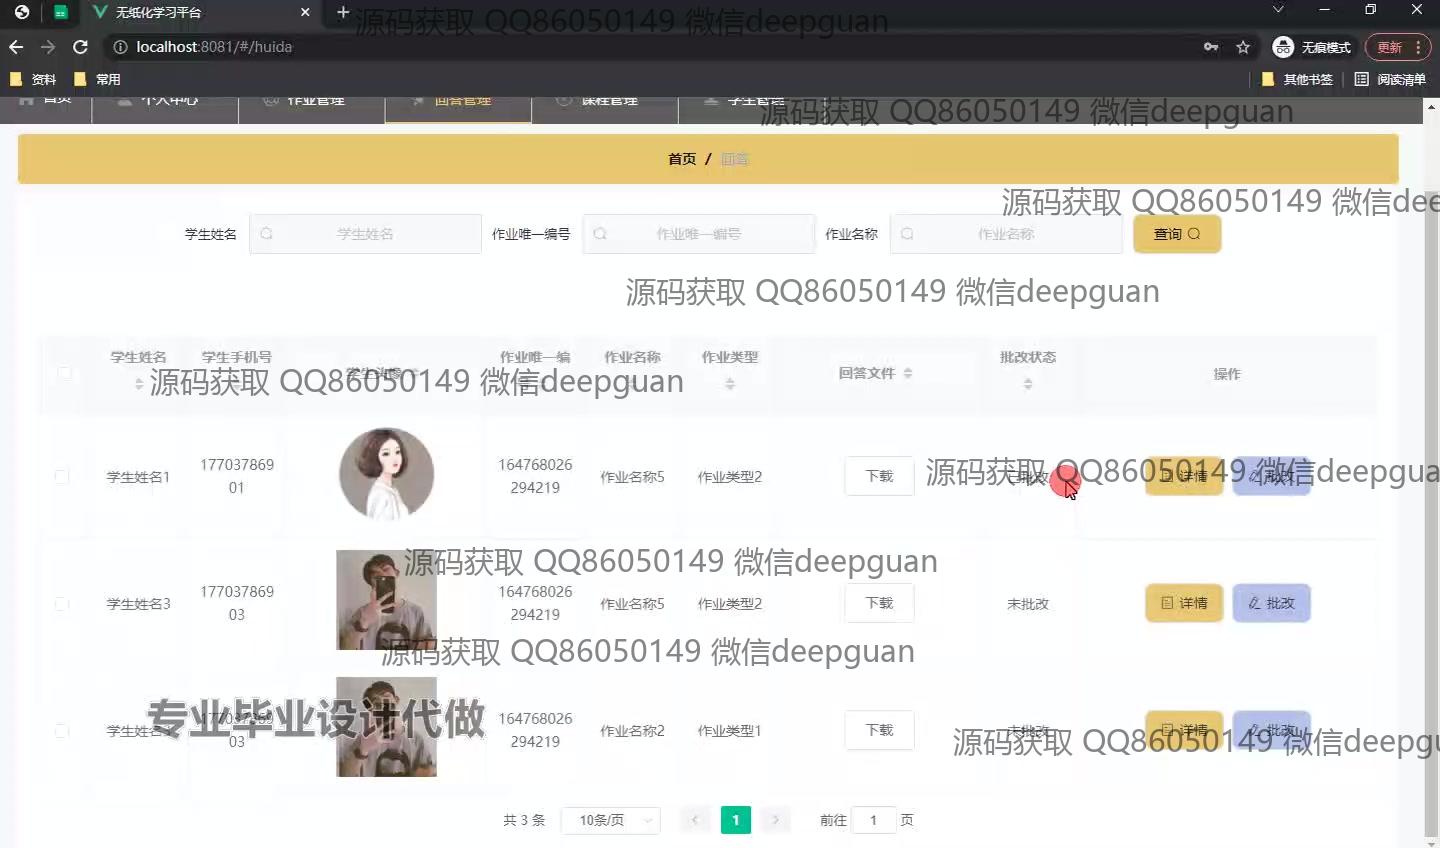 无纸化学习平台
源码获取 QQ86050149 微信deepguan
localhost:8081/#/huida
无痕模式
更新
资料
常用
其他书签
阅读清单
首页
个人中心
作业管理
回答管理
课程管理
学生管理
源码获取 QQ86050149 微信deepguan
首页 / 回答
源码获取 QQ86050149 微信dee
学生姓名
学生姓名
作业唯一编号
作业唯一编号
作业名称
作业名称
查询
源码获取 QQ86050149 微信deepguan
学生姓名
学生手机号
学生头像
作业唯一编
作业名称
作业类型
回答文件
批改状态
操作
源码获取 QQ86050149 微信deepguan
学生姓名1
177037869
01
164768026
294219
作业名称5
作业类型2
下载
已批改
详情
批改
源码获取 QQ86050149 微信deepgua
源码获取 QQ86050149 微信deepguan
学生姓名3
177037869
03
164768026
294219
作业名称5
作业类型2
下载
未批改
详情
批改
源码获取 QQ86050149 微信deepguan
专业毕业设计代做
学生姓名
177037869
03
164768026
294219
作业名称2
作业类型1
下载
未批改
详情
批改
源码获取 QQ86050149 微信deepgu
共 3 条
10条/页
1
前往
1
页